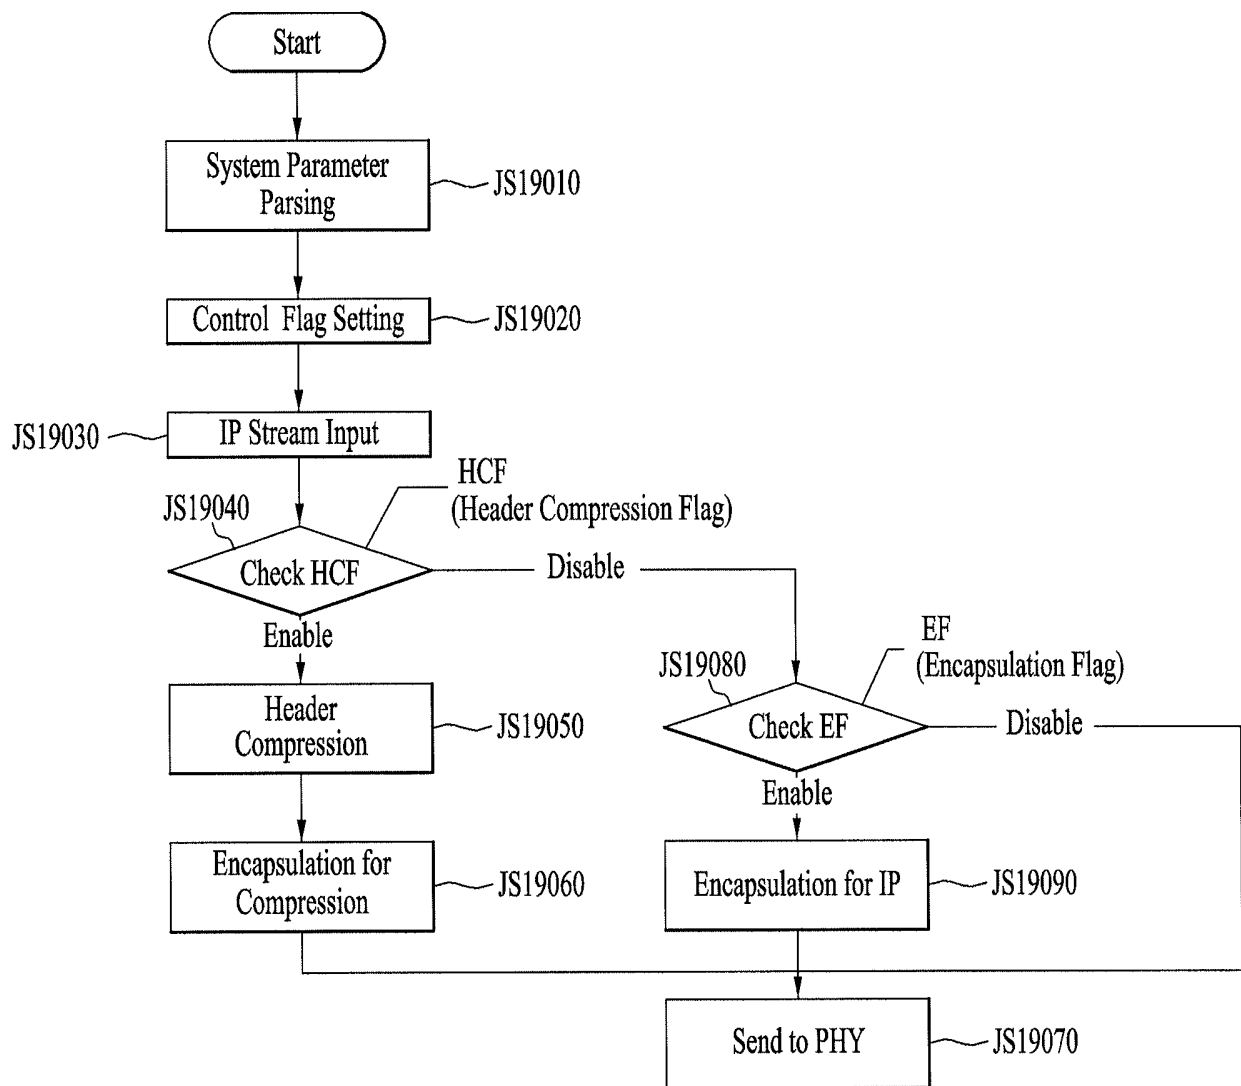 Start
System Parameter
Parsing
JS19010
Control Flag Setting
JS19020
JS19030
IP Stream Input
HCF
(Header Compression Flag)
JS19040
Check HCF
Disable
Enable
EF
(Encapsulation Flag)
JS19080
Check EF
Disable
Enable
Header
Compression
JS19050
Encapsulation for
Compression
JS19060
Encapsulation for IP
JS19090
Send to PHY
JS19070